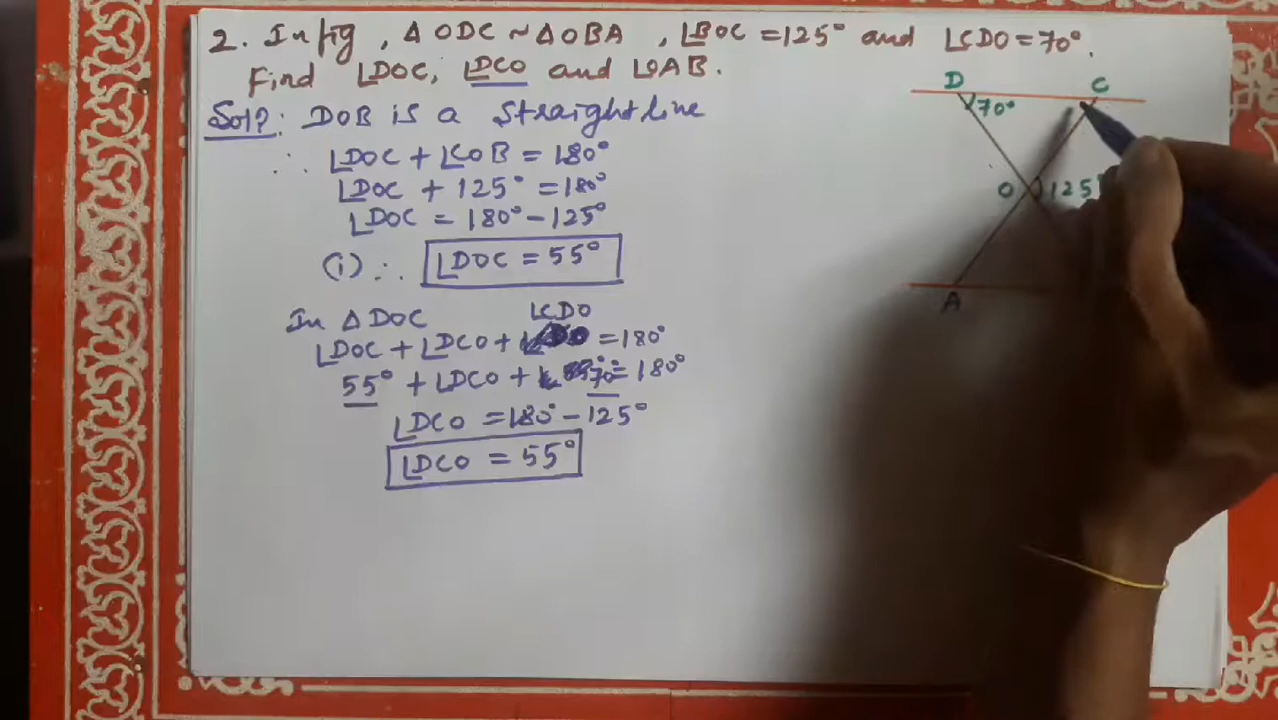 2. In fig, Δ ODC ~ Δ OBA, ∠BOC = 125° and ∠CDO = 70°.
Find ∠DOC, ∠DCO and ∠OAB.
Sol?: DOB is a straight line
∴ ∠DOC + ∠COB = 180°
∠DOC + 125° = 180°
∠DOC = 180° - 125°
(i) ∴ ∠DOC = 55°
In Δ DOC
∠CDO
∠DOC + ∠DCO + = 180°
55° + ∠DCO + 70° = 180°
∠DCO = 180° - 125°
∠DCO = 55°
D
C
70°
O
125°
A